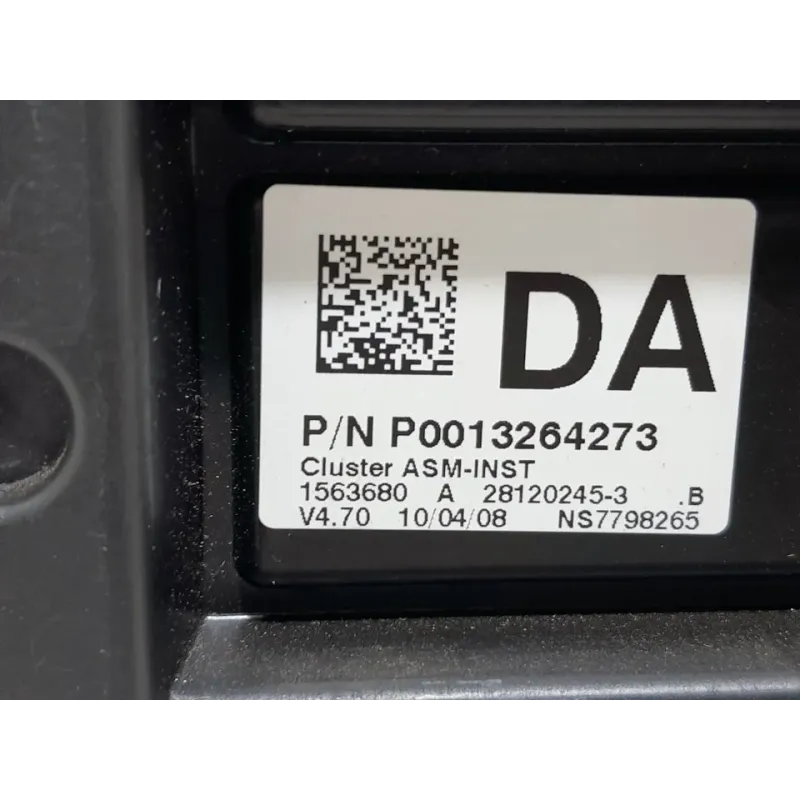 DA
P/N P0013264273
Cluster ASM-INST
1563680 A 28120245-3 .B
V4.70 10/04/08 NS7798265